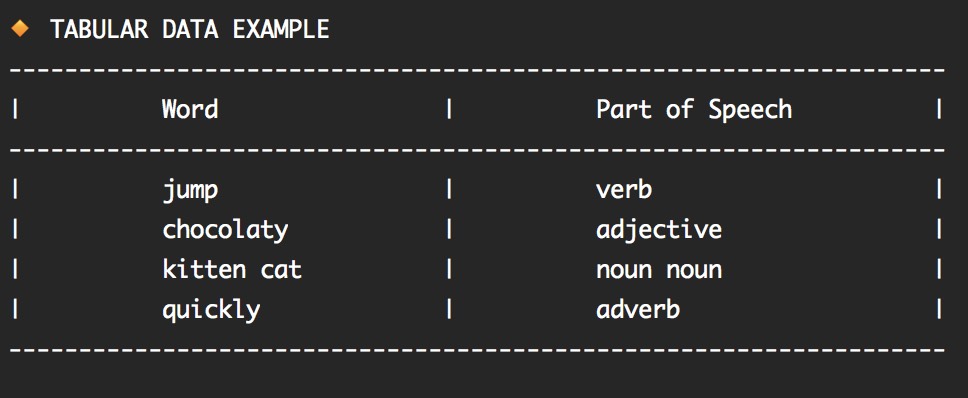 🔸 TABULAR DATA EXAMPLE
-------------------------------------------------------------------
| Word | Part of Speech |
-------------------------------------------------------------------
| jump | verb |
| chocolaty | adjective |
| kitten cat | noun noun |
| quickly | adverb |
-------------------------------------------------------------------